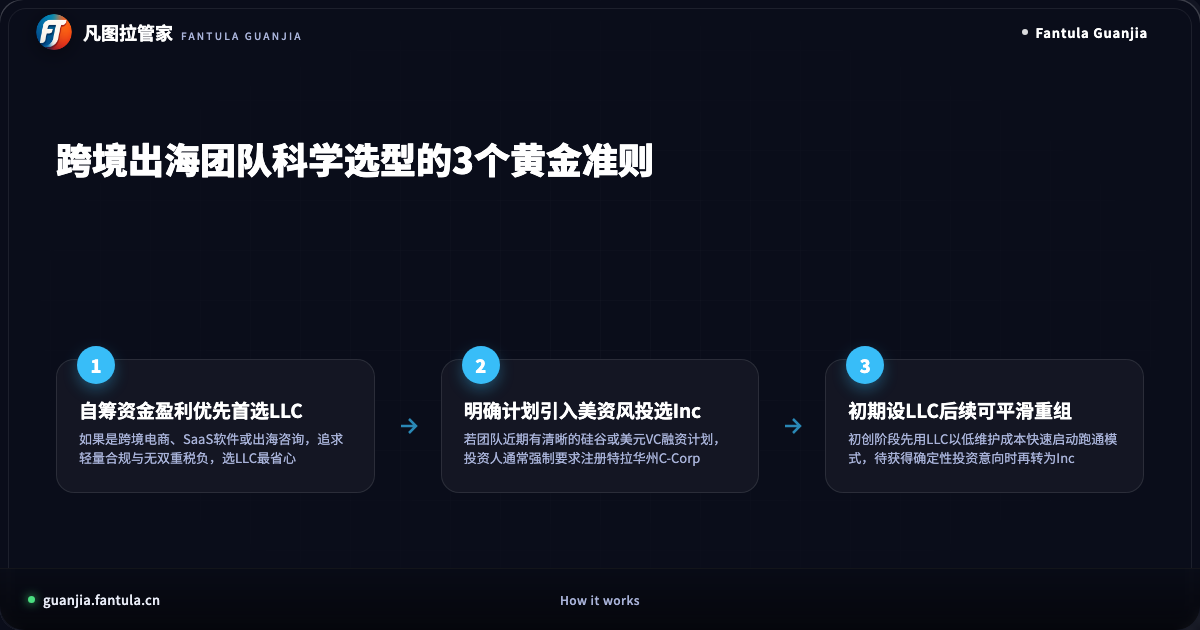 FT
凡图拉管家 FANTULA GUANJIA
Fantula Guanjia
跨境出海团队科学选型的3个黄金准则
1
自筹资金盈利优先首选LLC
如果是跨境电商、SaaS软件或出海咨询，追求
轻量合规与无双重税负，选LLC最省心
2
明确计划引入美资风投选Inc
若团队近期有清晰的硅谷或美元VC融资计划，
投资人通常强制要求注册特拉华州C-Corp
3
初期设LLC后续可平滑重组
初创阶段先用LLC以低维护成本快速启动跑通模
式，待获得确定性投资意向时再转为Inc
guanjia.fantula.cn
How it works